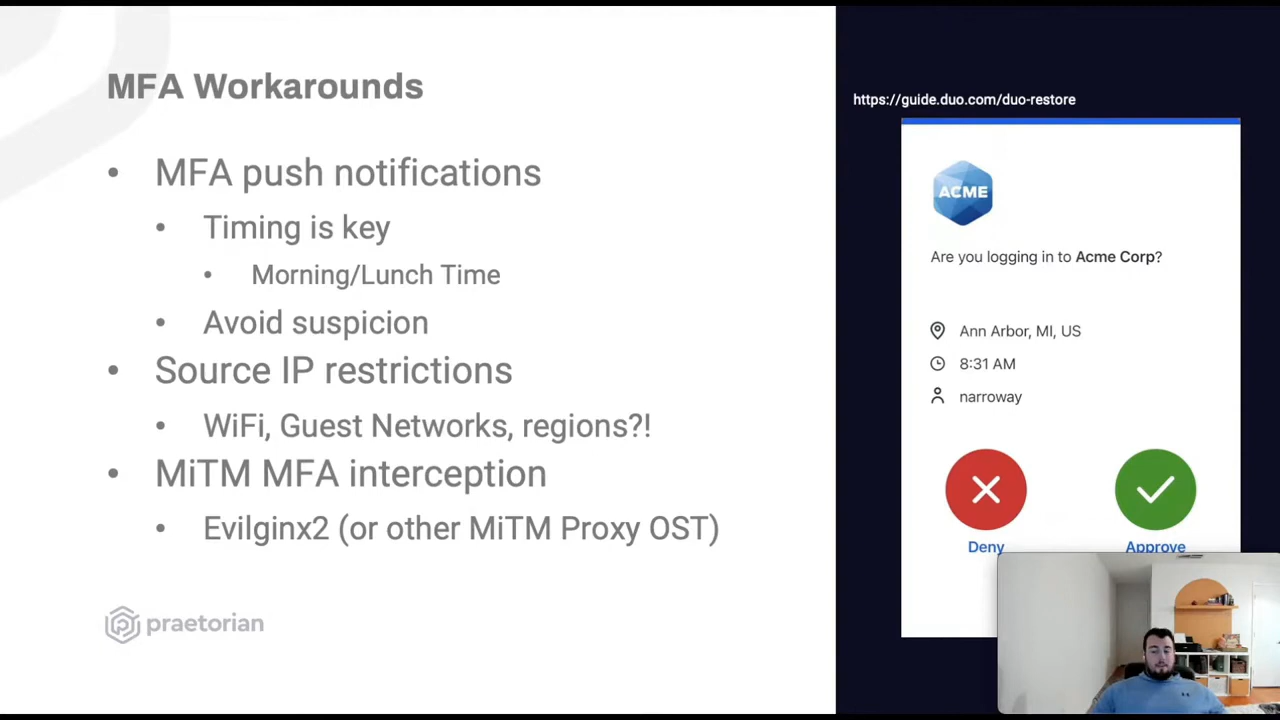 MFA Workarounds
• MFA push notifications
• Timing is key
• Morning/Lunch Time
• Avoid suspicion
• Source IP restrictions
• WiFi, Guest Networks, regions?!
• MiTM MFA interception
• Evilginx2 (or other MiTM Proxy OST)
praetorian
https://guide.duo.com/duo-restore
ACME
Are you logging in to Acme Corp?
Ann Arbor, MI, US
8:31 AM
narroway
Deny
Approve